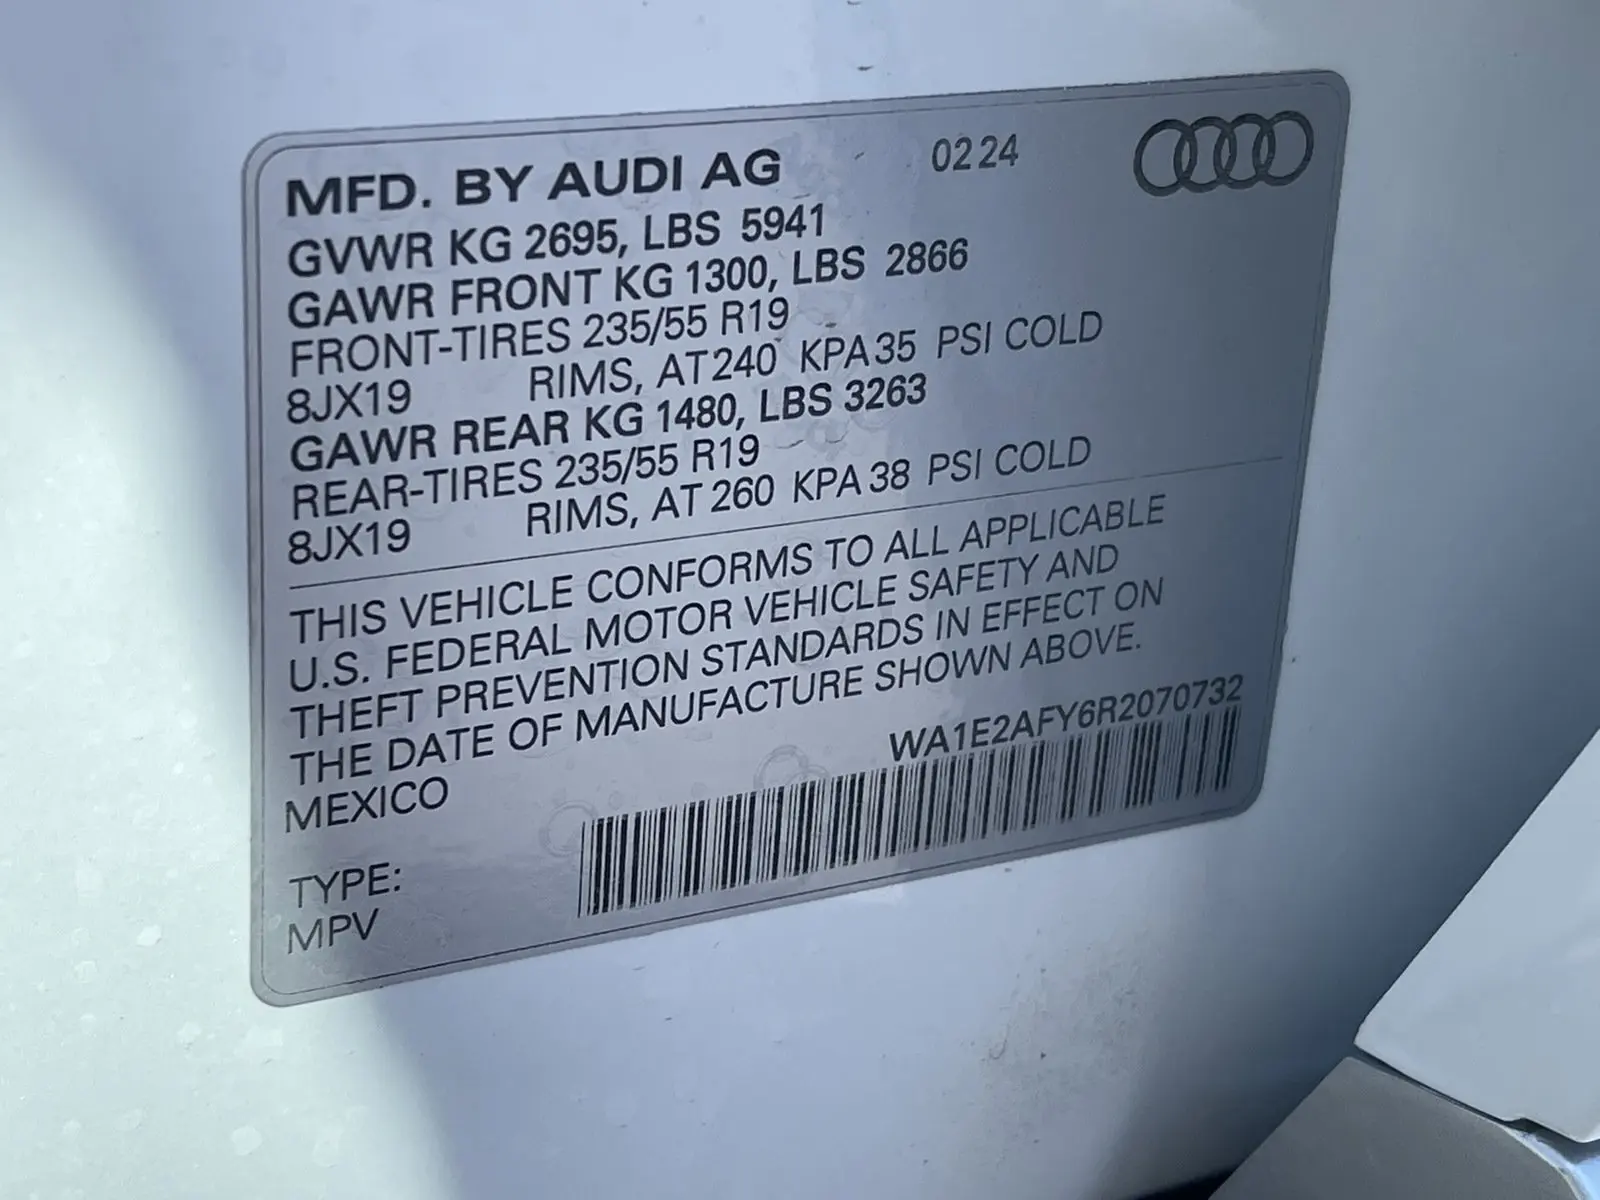 MFD. BY AUDI AG 02 24
GVWR KG 2695, LBS 5941
GAWR FRONT KG 1300, LBS 2866
FRONT-TIRES 235/55 R19
8JX19 RIMS, AT 240 KPA 35 PSI COLD
GAWR REAR KG 1480, LBS 3263
REAR-TIRES 235/55 R19
8JX19 RIMS, AT 260 KPA 38 PSI COLD
THIS VEHICLE CONFORMS TO ALL APPLICABLE
U.S. FEDERAL MOTOR VEHICLE SAFETY AND
THEFT PREVENTION STANDARDS IN EFFECT ON
THE DATE OF MANUFACTURE SHOWN ABOVE.
MEXICO WA1E2AFY6R2070732
TYPE:
MPV